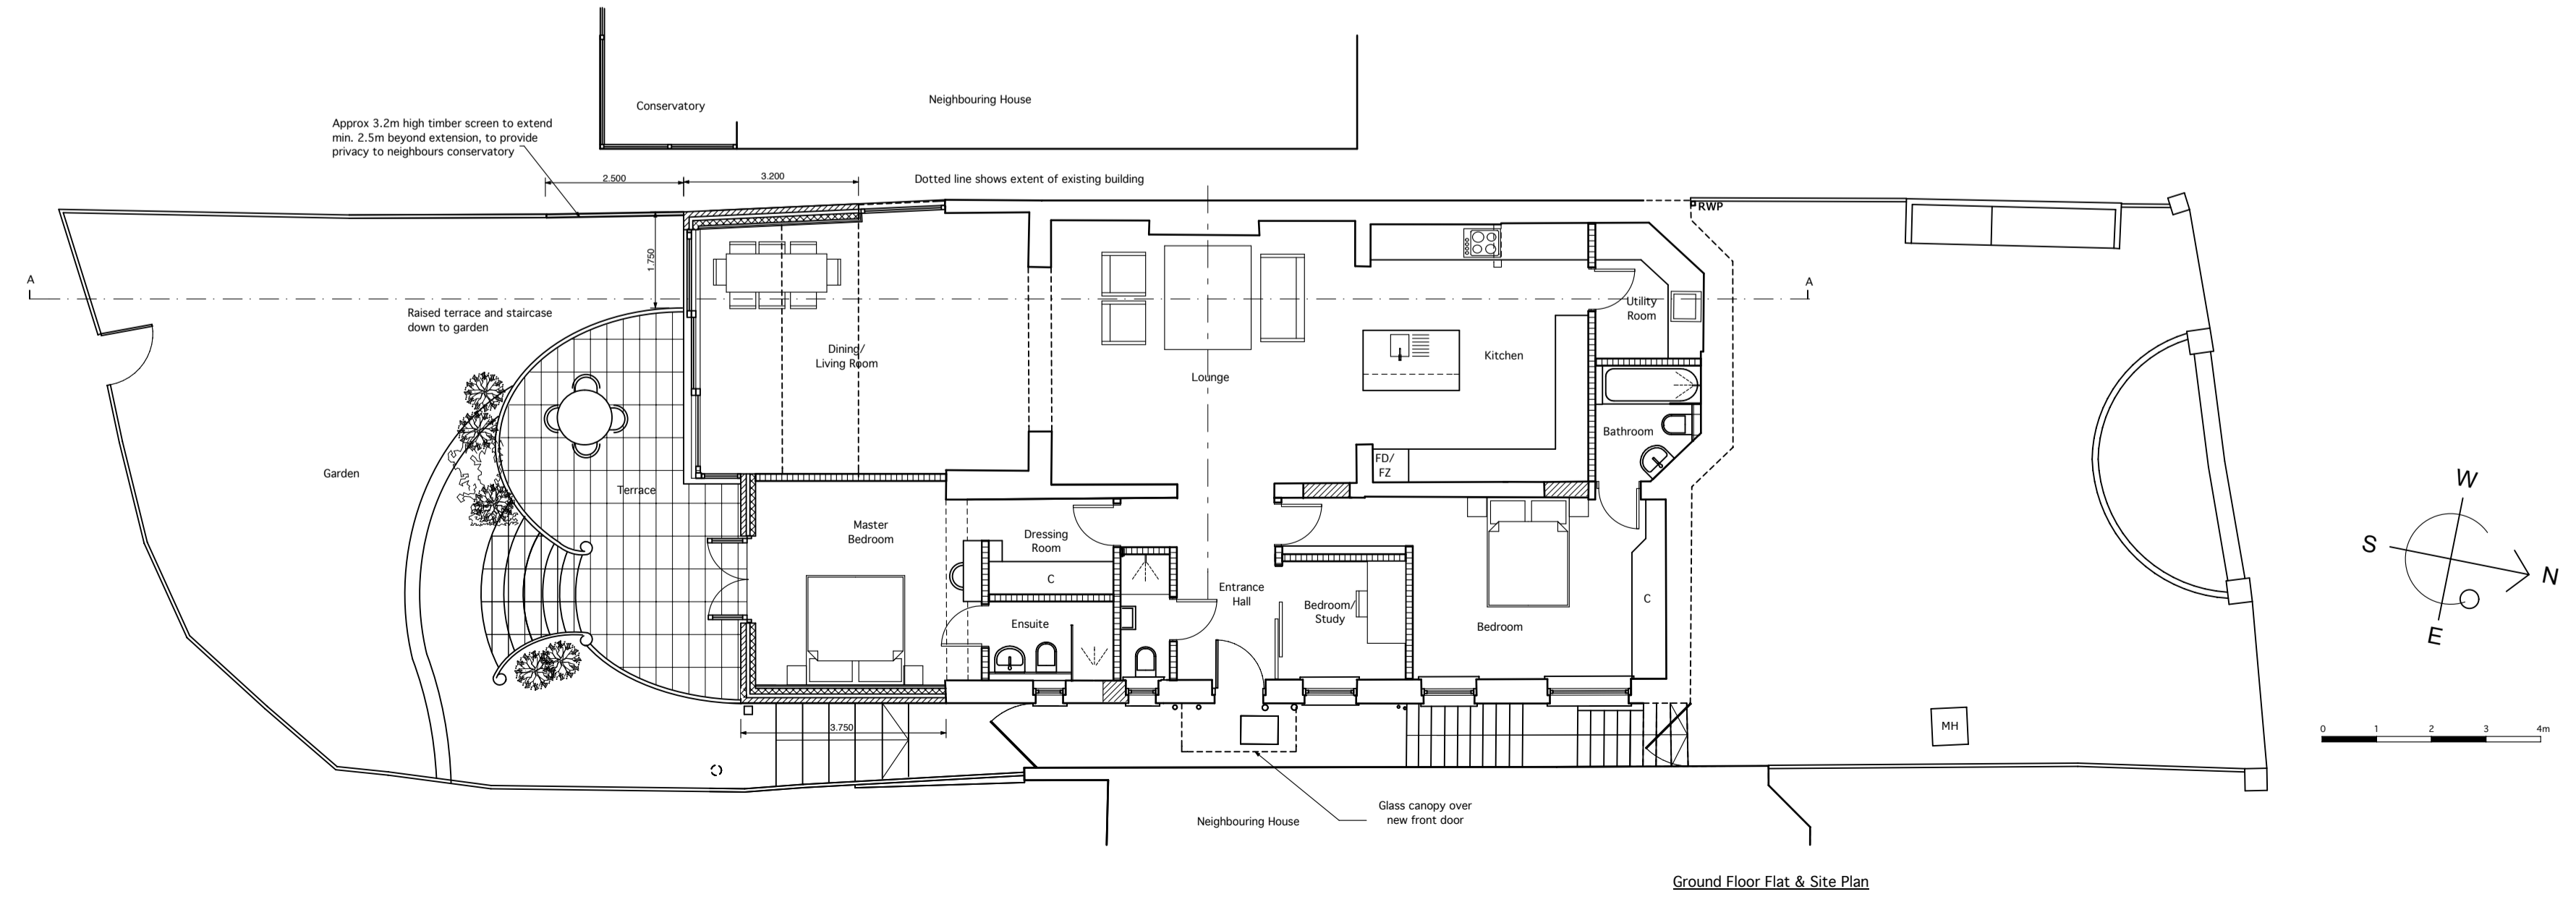 Conservatory
Neighbouring House
Approx 3.2m high timber screen to extend
min. 2.5m beyond extension, to provide
privacy to neighbours conservatory
2.500
3.200
Dotted line shows extent of existing building
RWP
1.750
A
A
Raised terrace and staircase
down to garden
Utility
Room
Dining/
Living Room
Kitchen
Lounge
Bathroom
FD/
FZ
Garden
Terrace
Master
Bedroom
Dressing
Room
C
Entrance
Hall
Bedroom/
Study
C
Ensuite
Bedroom
W
S
N
E
3.750
MH
0 1 2 3 4m
Glass canopy over
new front door
Neighbouring House
Ground Floor Flat & Site Plan